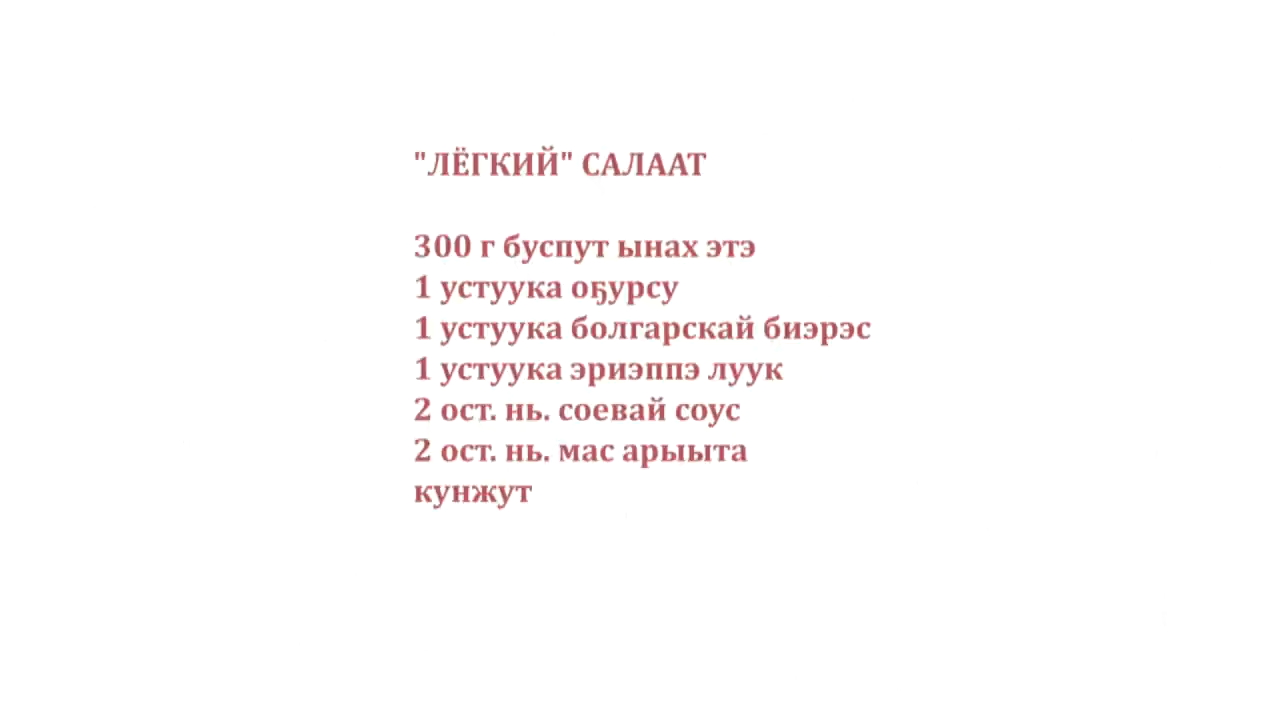 "ЛЁГКИЙ" САЛААТ
300 г буспут ынах этэ
1 устуука оҕурсу
1 устуука болгарскай биэрэс
1 устуука эриэппэ луук
2 ост. нь. соевай соус
2 ост. нь. мас арыыта
кунжут